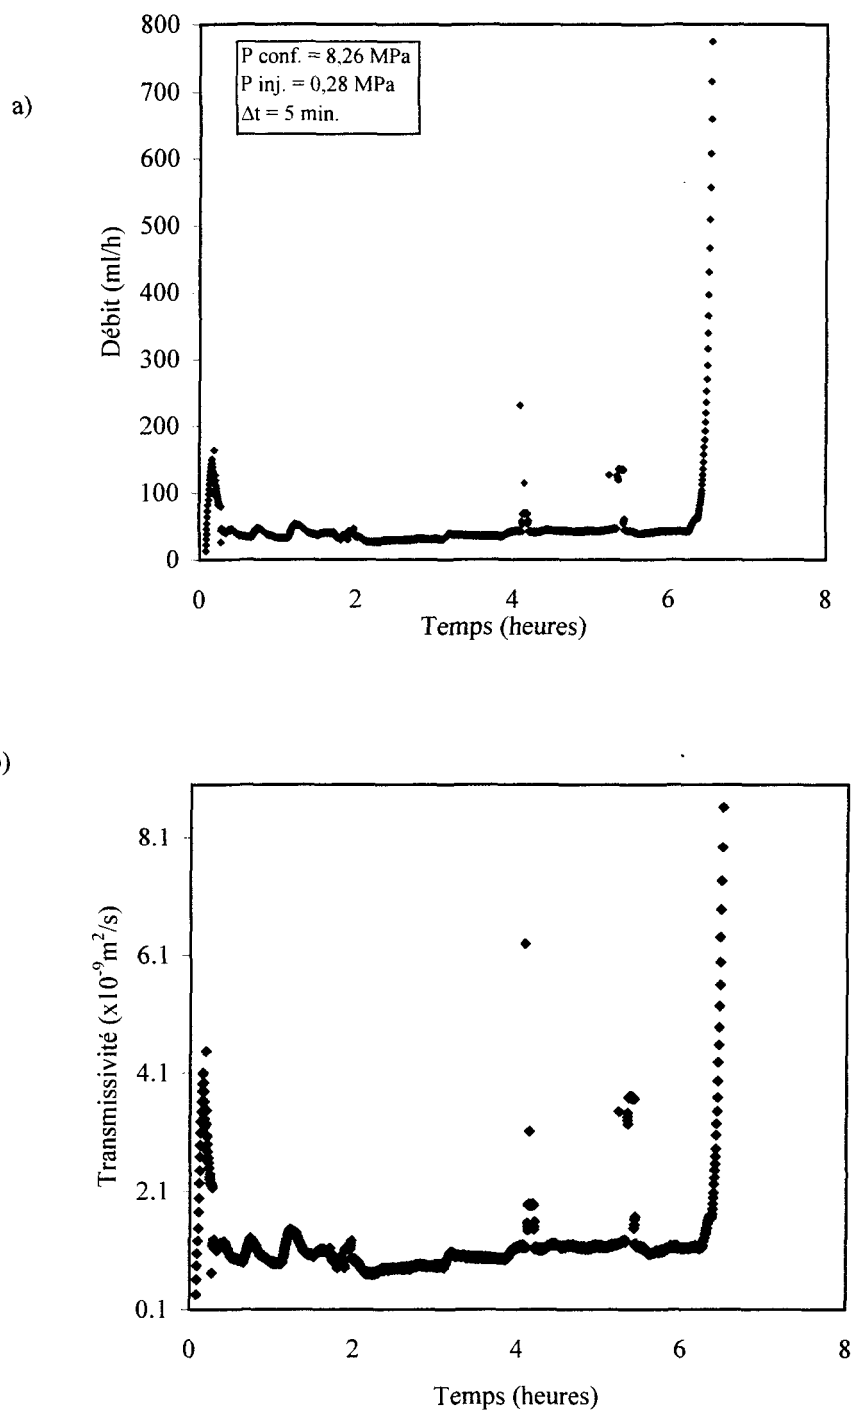 a)
P conf. = 8,26 MPa
P inj. = 0,28 MPa
Δt = 5 min.
800
700
600
500
400
300
200
100
0
Débit (ml/h)
0 2 4 6 8
Temps (heures)
)
8.1
6.1
4.1
2.1
0.1
Transmissivité (x10⁻⁹m²/s)
0 2 4 6 8
Temps (heures)